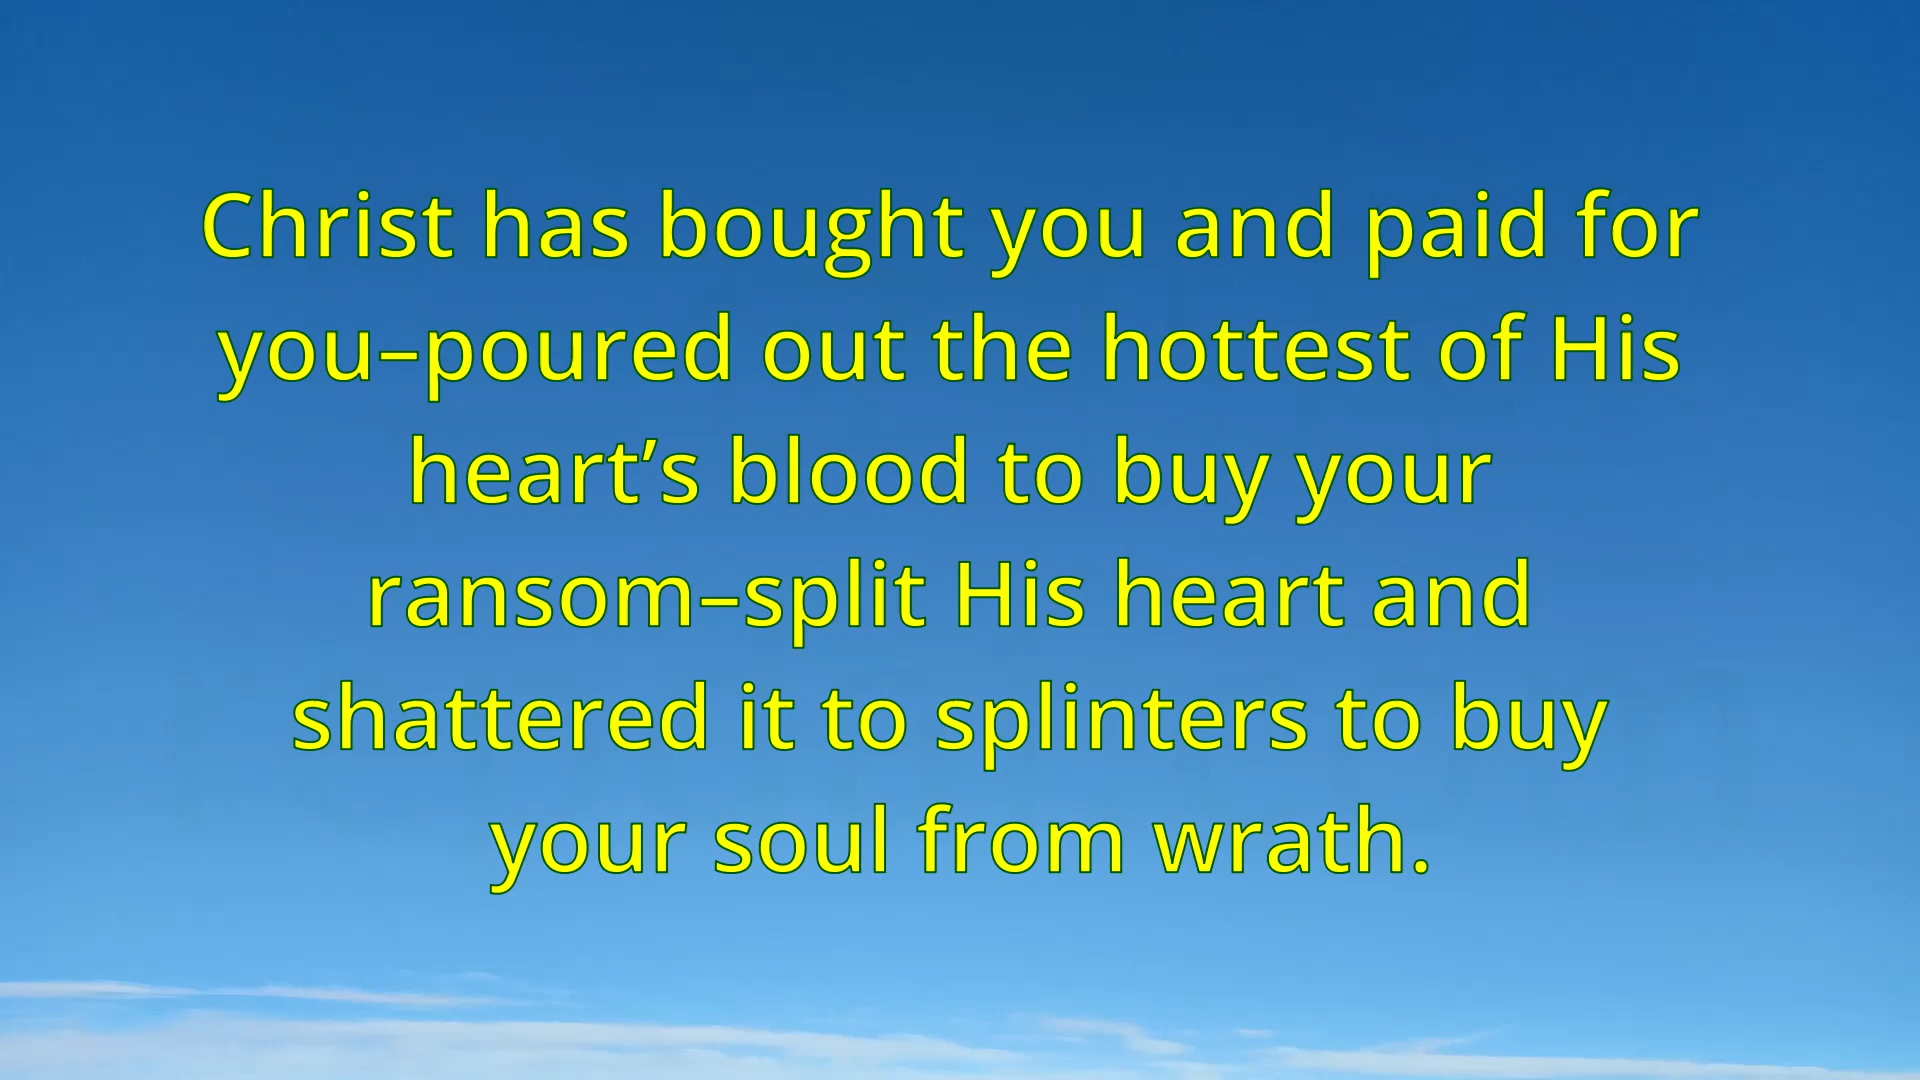 Christ has bought you and paid for
you–poured out the hottest of His
heart’s blood to buy your
ransom–split His heart and
shattered it to splinters to buy
your soul from wrath.